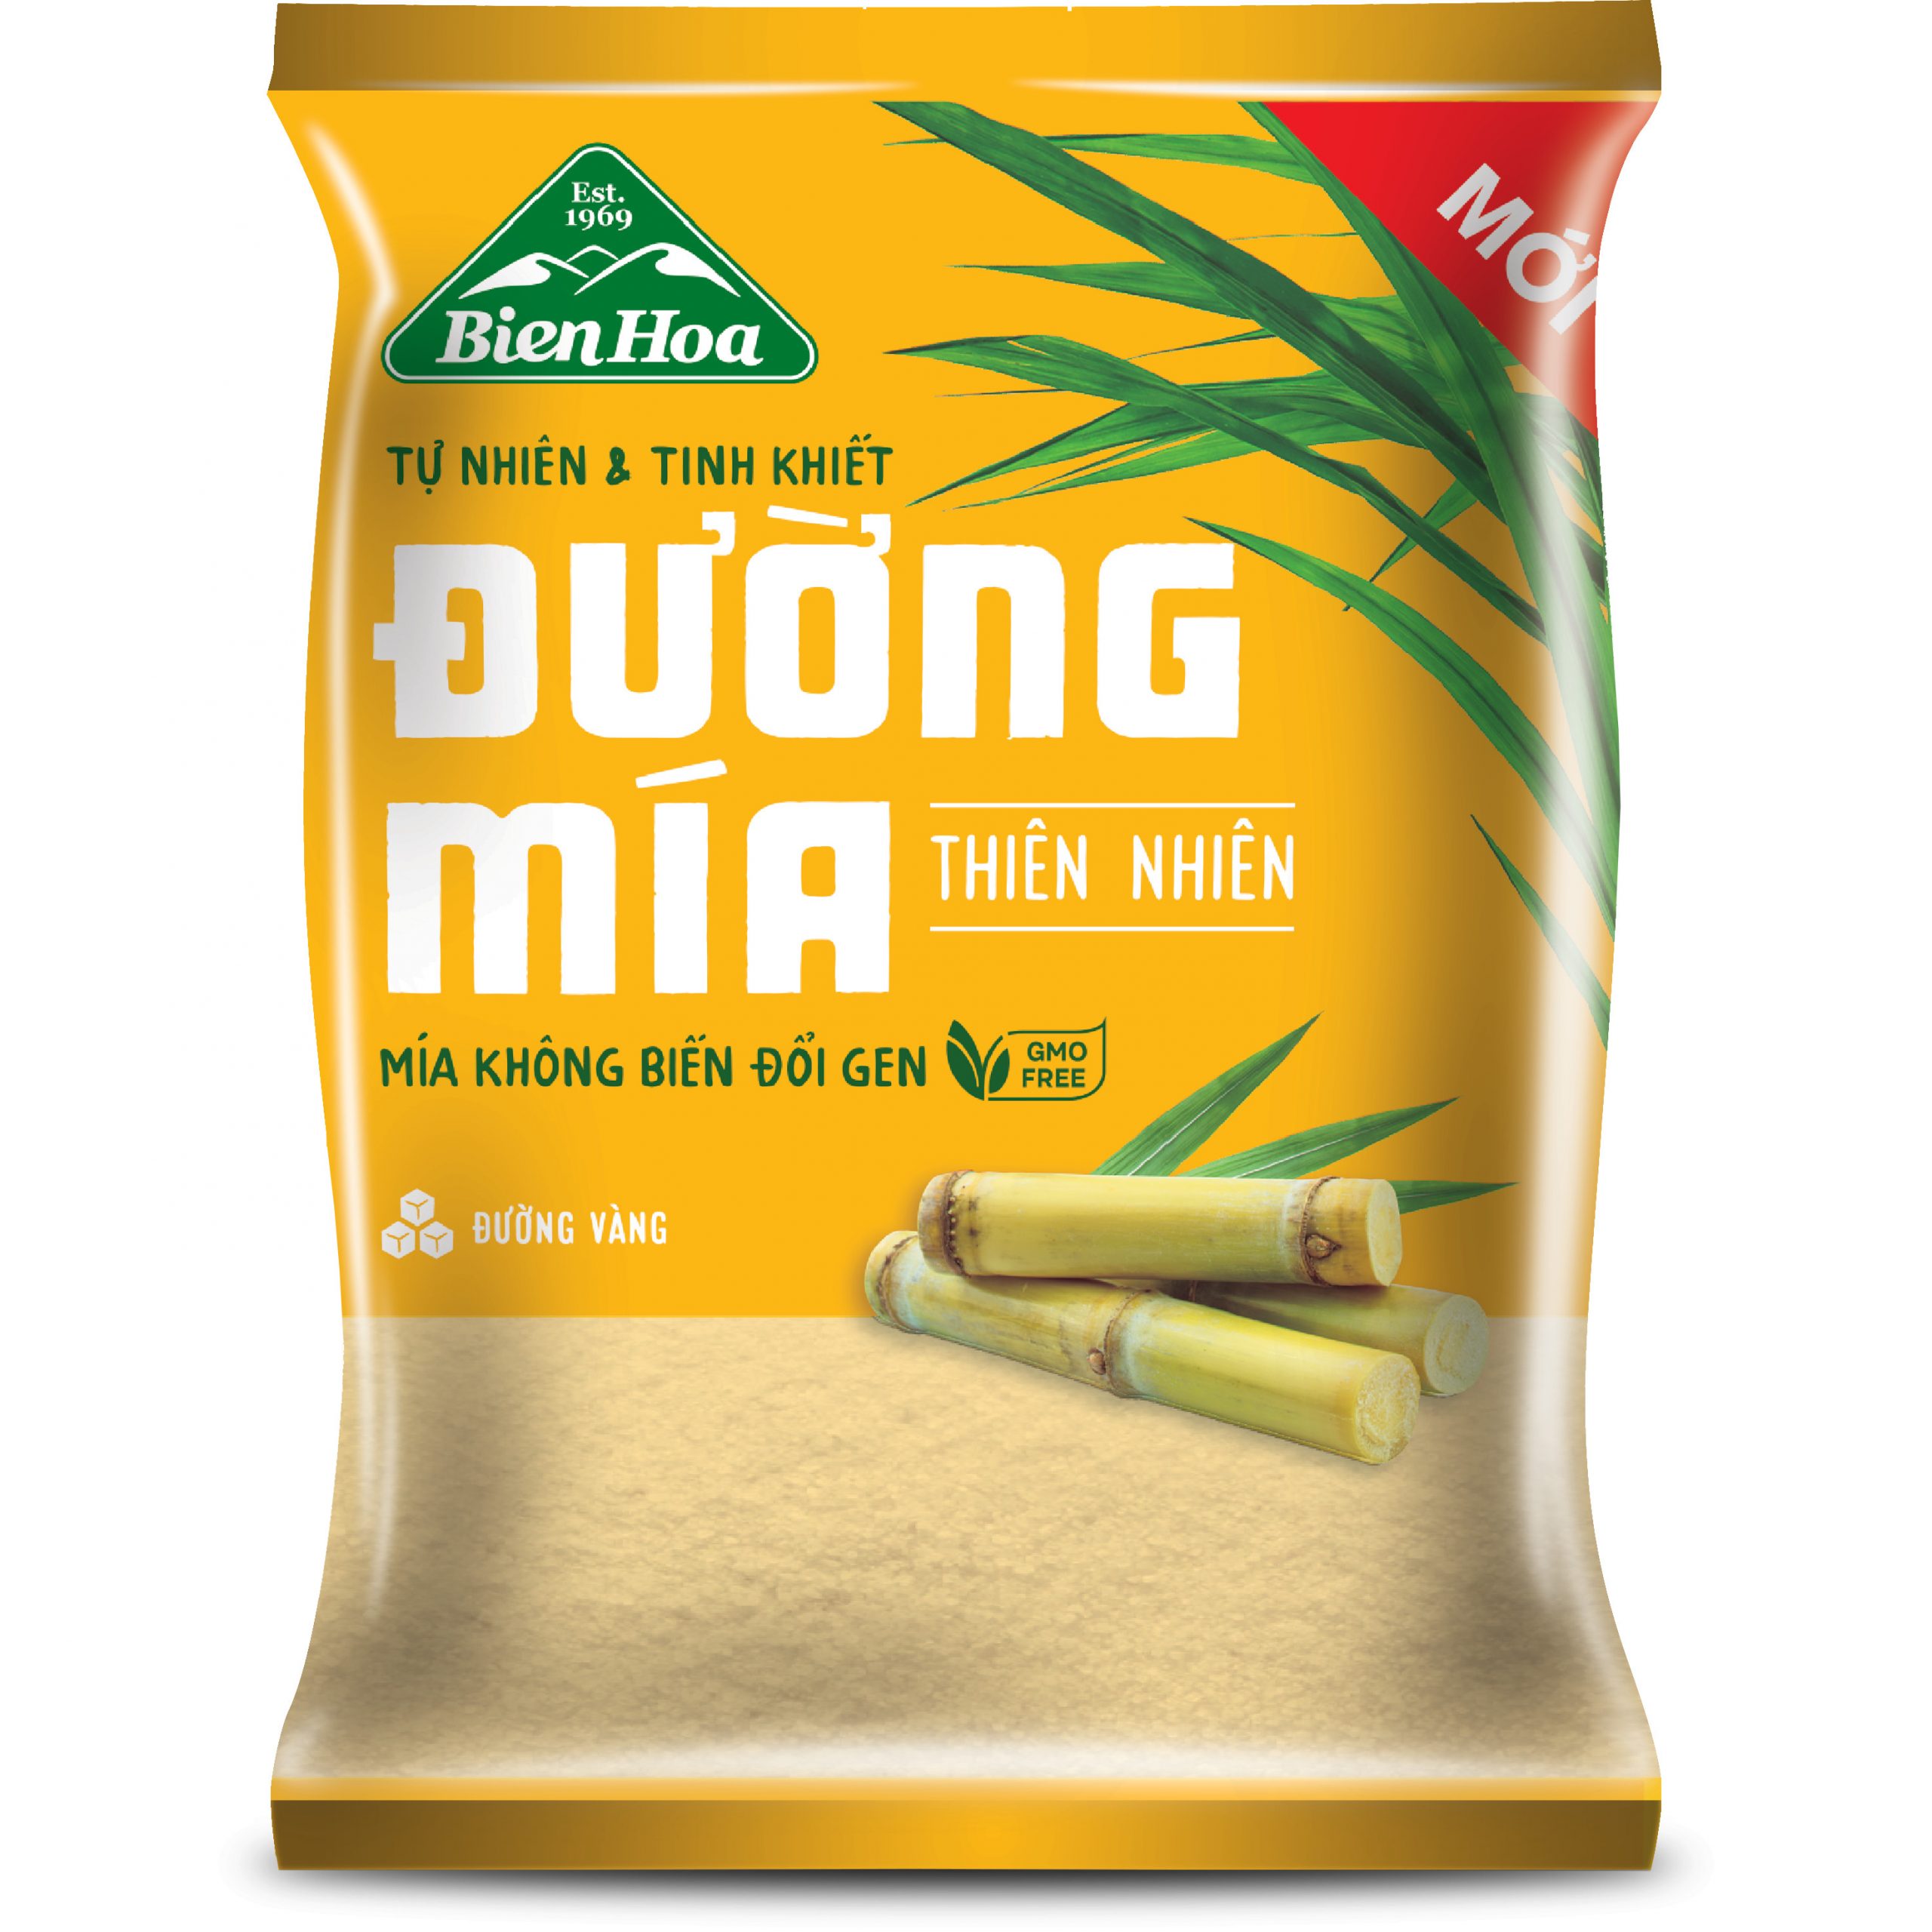 Est.
1969
BienHoa
MỚI
TỰ NHIÊN & TINH KHIẾT
ĐƯỜNG
MÍA
THIÊN NHIÊN
MÍA KHÔNG BIẾN ĐỔI GEN
GMO
FREE
ĐƯỜNG VÀNG